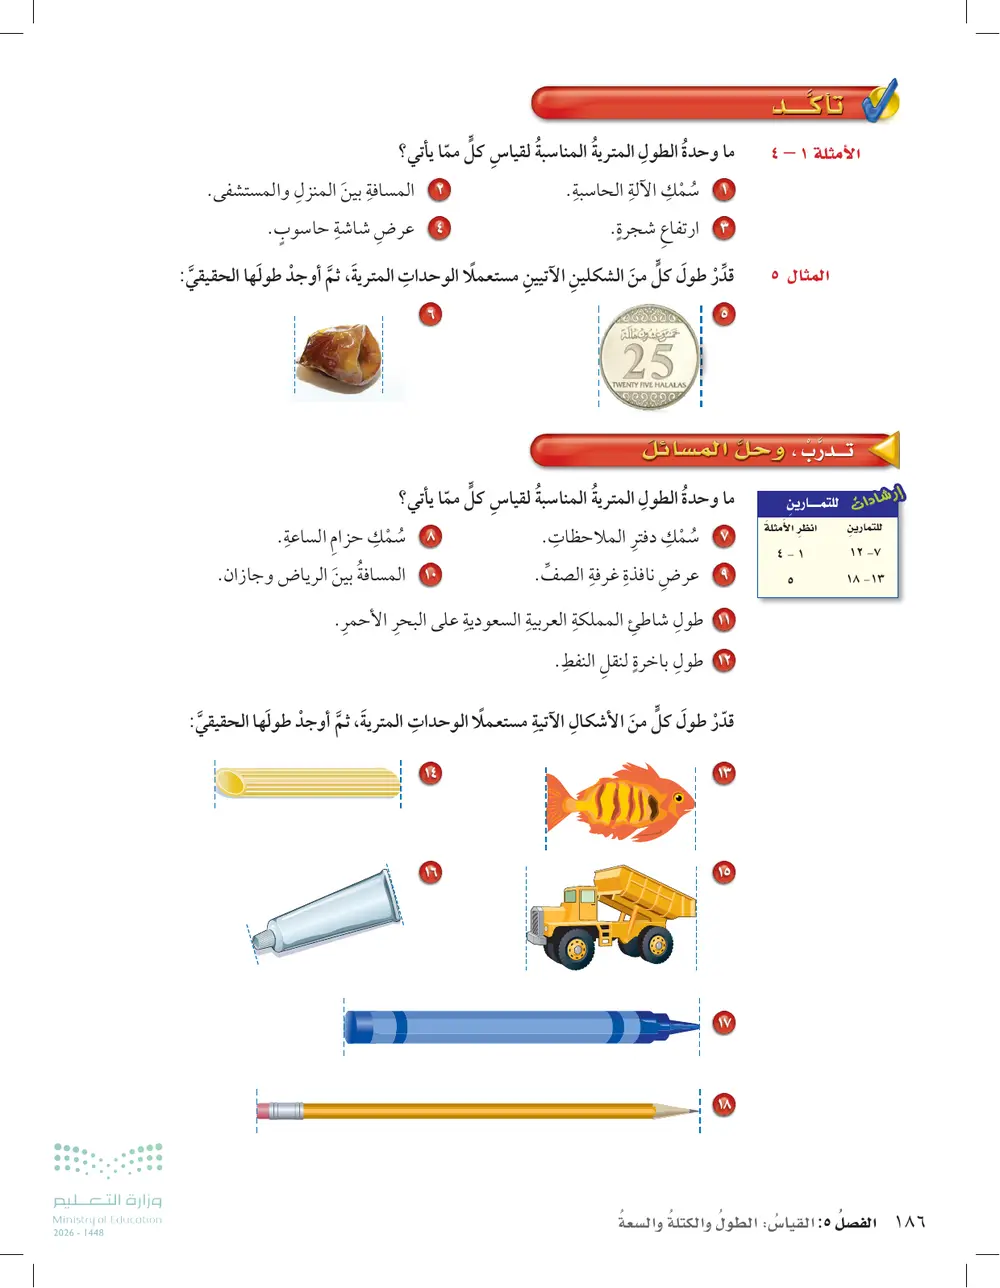 تأكَّــد
الأمثلة ١ – ٤
ما وحدةُ الطولِ المتريةُ المناسبةُ لقياسِ كلٍّ ممّا يأتي؟
١ سُمْكِ الآلةِ الحاسبةِ.
٢ المسافةِ بينَ المنزلِ والمستشفى.
٣ ارتفاعِ شجرةٍ.
٤ عرضِ شاشةِ حاسوبٍ.
المثال ٥
قدِّرْ طولَ كلٍّ منَ الشكلينِ الآتيينِ مستعملًا الوحداتِ المتريةَ، ثمَّ أوجدْ طولَها الحقيقيَّ:
٥
25
TWENTY FIVE HALALAS
٦
تــدرَّبْ، وحلَّ المسائلَ
إرشاداتٌ للتمــارينِ
للتمارينِ انظرِ الأمثلةَ
٧– ١٢ ١ – ٤
١٣– ١٨ ٥
ما وحدةُ الطولِ المتريةُ المناسبةُ لقياسِ كلٍّ ممّا يأتي؟
٧ سُمْكِ دفترِ الملاحظاتِ.
٨ سُمْكِ حزامِ الساعةِ.
٩ عرضِ نافذةِ غرفةِ الصفِّ.
١٠ المسافةُ بينَ الرياض وجازان.
١١ طولِ شاطئِ المملكةِ العربيةِ السعوديةِ على البحرِ الأحمرِ.
١٢ طولِ باخرةٍ لنقلِ النفطِ.
قدّرْ طولَ كلٍّ منَ الأشكالِ الآتيةِ مستعملًا الوحداتِ المتريةَ، ثمَّ أوجدْ طولَها الحقيقيَّ:
١٣
١٤
١٥
١٦
١٧
١٨
وزارة التعـــليم
Ministry of Education
2026 - 1448
١٨٦ الفصلُ ٥: القياسُ: الطولُ والكتلةُ والسعةُ